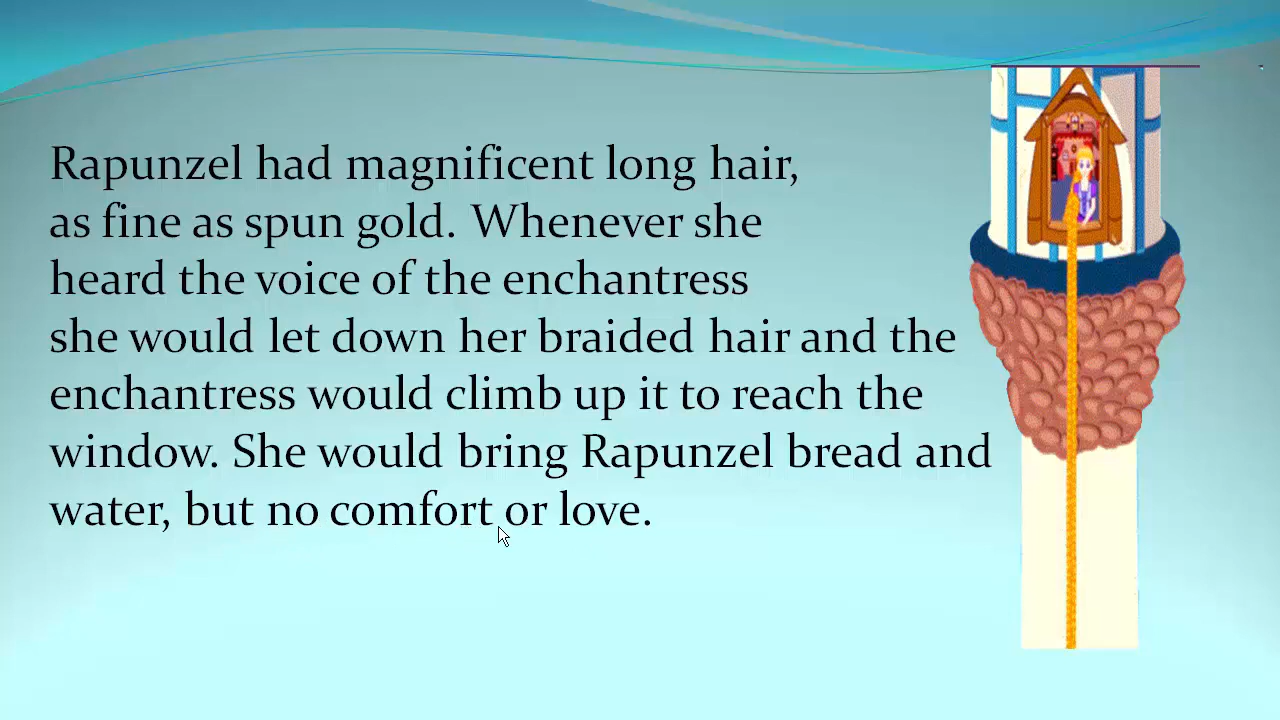 Rapunzel had magnificent long hair,
as fine as spun gold. Whenever she
heard the voice of the enchantress
she would let down her braided hair and the
enchantress would climb up it to reach the
window. She would bring Rapunzel bread and
water, but no comfort or love.